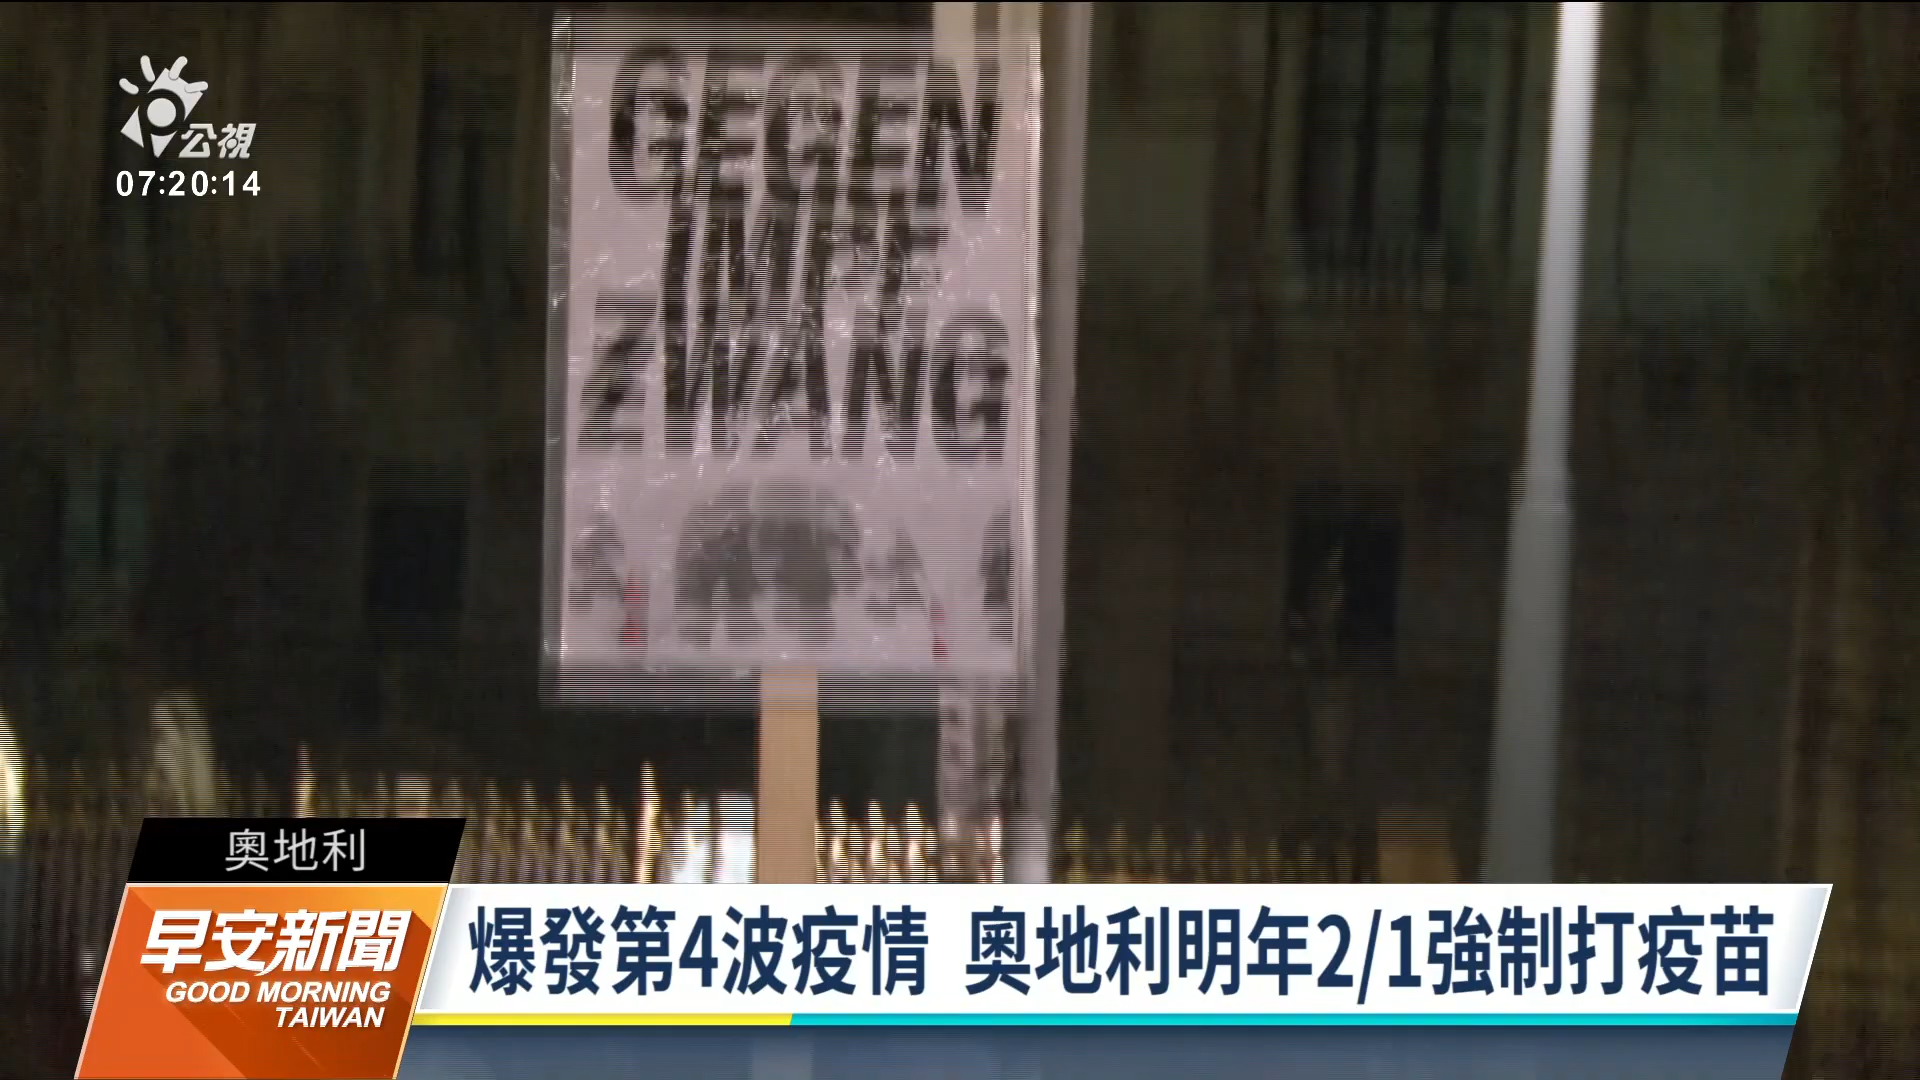 公視
07:20:14
GEGEN
IMPF
ZWANG
奧地利
早安新聞
GOOD MORNING
TAIWAN
爆發第4波疫情 奧地利明年2/1強制打疫苗